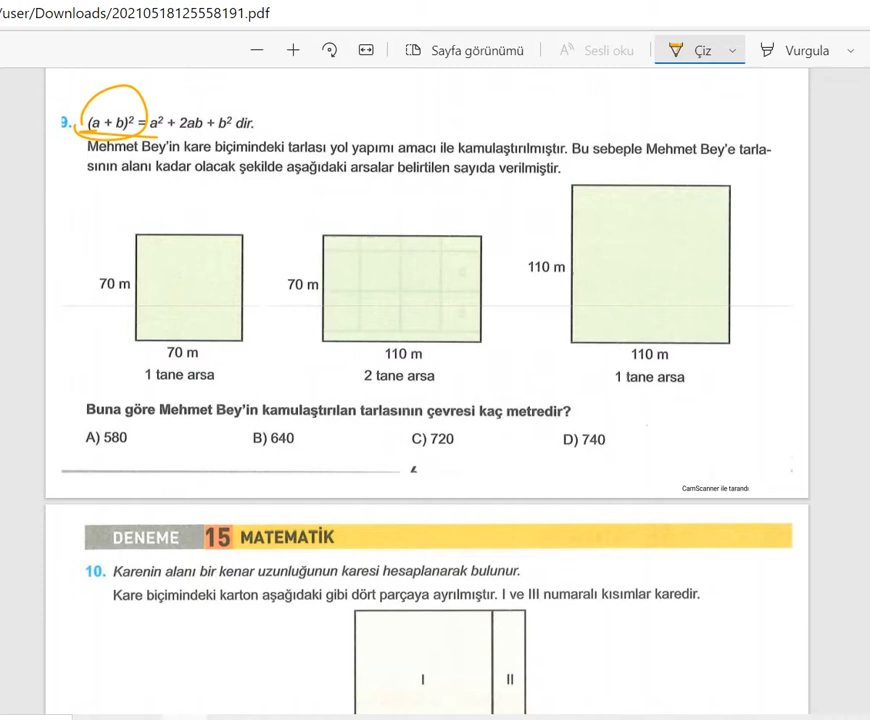 /user/Downloads/20210518125558191.pdf
Sayfa görünümü
Sesli oku
Çiz
Vurgula
9. (a + b)² = a² + 2ab + b² dir.
Mehmet Bey'in kare biçimindeki tarlası yol yapımı amacı ile kamulaştırılmıştır. Bu sebeple Mehmet Bey'e tarla-
sının alanı kadar olacak şekilde aşağıdaki arsalar belirtilen sayıda verilmiştir.
110 m
70 m
70 m
70 m
110 m
110 m
1 tane arsa
2 tane arsa
1 tane arsa
Buna göre Mehmet Bey'in kamulaştırılan tarlasının çevresi kaç metredir?
A) 580
B) 640
C) 720
D) 740
CamScanner ile tarandı
DENEME 15 MATEMATİK
10. Karenin alanı bir kenar uzunluğunun karesi hesaplanarak bulunur.
Kare biçimindeki karton aşağıdaki gibi dört parçaya ayrılmıştır. I ve III numaralı kısımlar karedir.
I
II